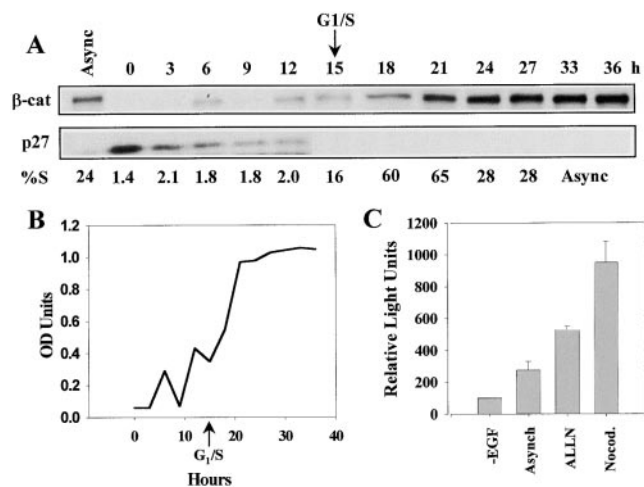 A
G1/S
Async 0 3 6 9 12 15 18 21 24 27 33 36 h
β-cat
p27
%S 24 1.4 2.1 1.8 1.8 2.0 16 60 65 28 28 Async
B
OD Units
1.2
1.0
0.8
0.6
0.4
0.2
0.0
0 10 20 30 40
G₁/S
Hours
C
Relative Light Units
1200
1000
800
600
400
200
0
-EGF
Asynch
ALLN
Nocod.